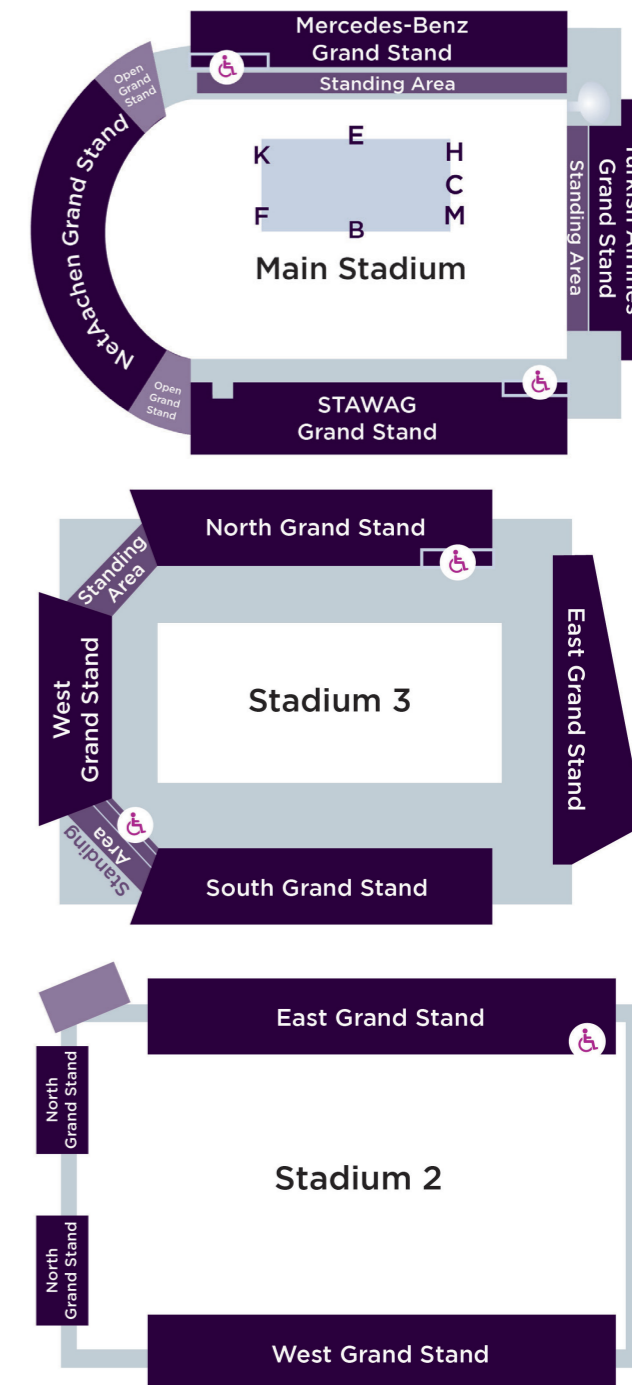 Mercedes-Benz
Grand Stand
Standing Area
Open
Grand
Stand
NetAachen Grand Stand
E
K
H
C
F
M
B
Main Stadium
Standing Area
Turkish Airlines
Grand Stand
Open
Grand
Stand
STAWAG
Grand Stand
North Grand Stand
Standing
Area
West
Grand Stand
Stadium 3
East Grand Stand
Standing
Area
South Grand Stand
East Grand Stand
North
Grand Stand
Stadium 2
North
Grand Stand
West Grand Stand